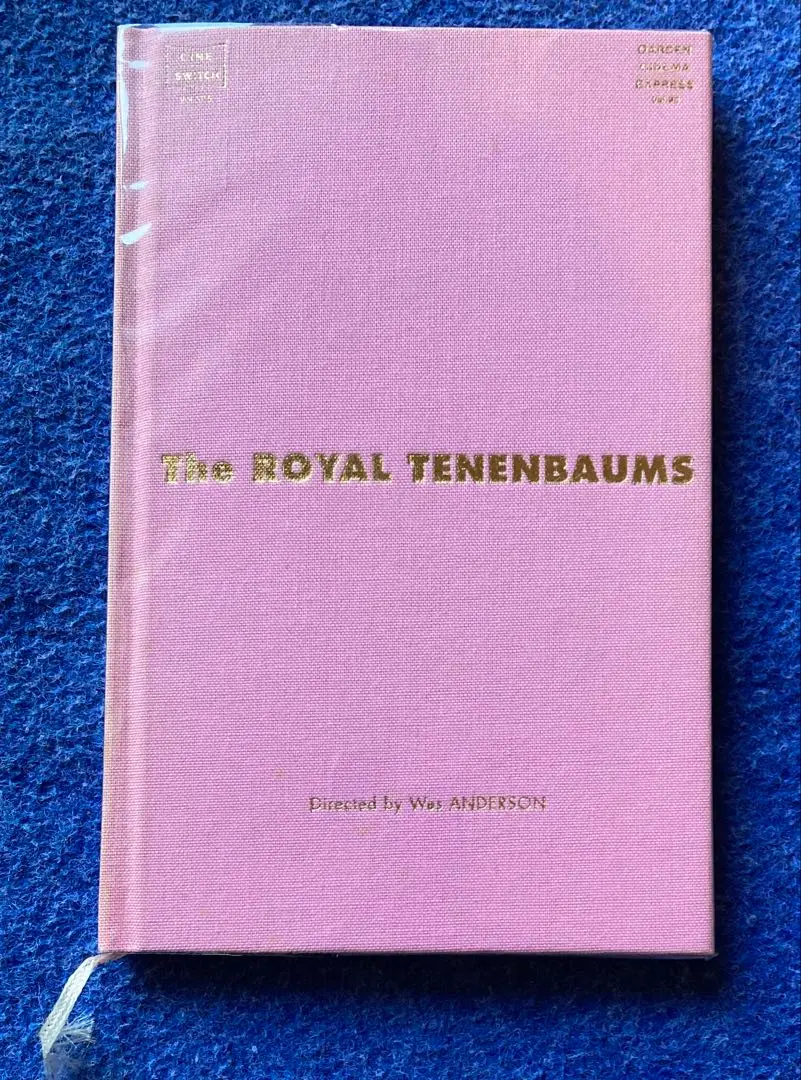 CINE
SWITCH
GARDEN
CINEMA
EXPRESS
The ROYAL TENENBAUMS
Directed by Wes ANDERSON